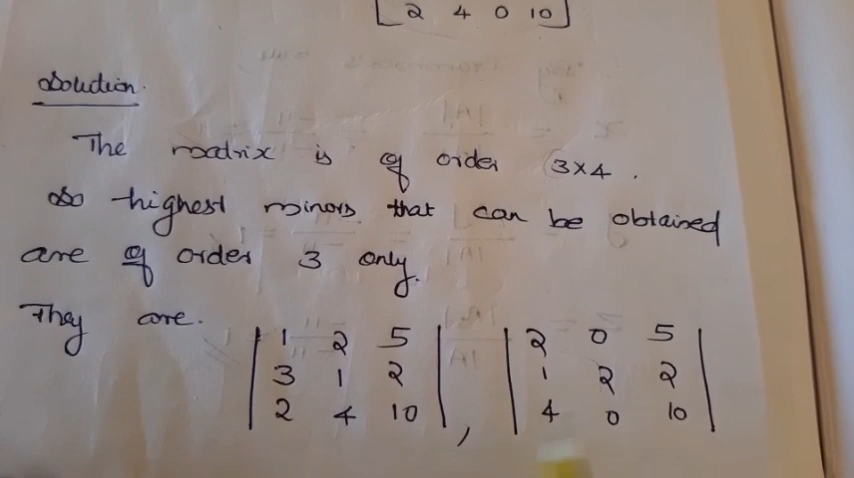 2 4 0 10
Solution.
The matrix is of order 3×4.
So highest minors that can be obtained
are of order 3 only.
They are.
1 2 5 2 0 5
3 1 2 , 1 2 2
2 4 10 4 0 10